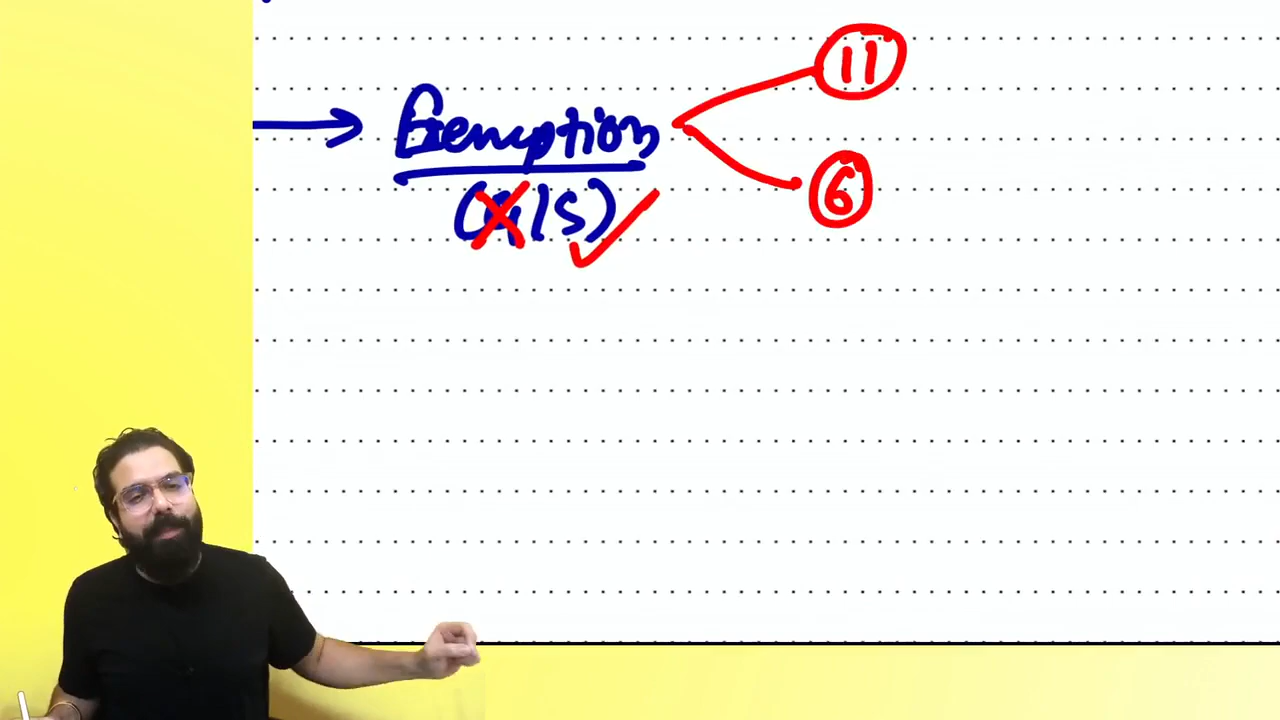 → Exemption
(G/S) ✓
11
6